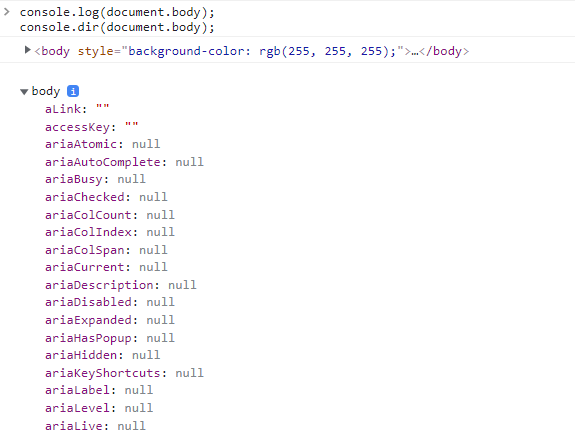 > console.log(document.body);
console.dir(document.body);
▶<body style="background-color: rgb(255, 255, 255);">…</body>
▼body i
aLink: ""
accessKey: ""
ariaAtomic: null
ariaAutoComplete: null
ariaBusy: null
ariaChecked: null
ariaColCount: null
ariaColIndex: null
ariaColSpan: null
ariaCurrent: null
ariaDescription: null
ariaDisabled: null
ariaExpanded: null
ariaHasPopup: null
ariaHidden: null
ariaKeyShortcuts: null
ariaLabel: null
ariaLevel: null
ariaLive: null